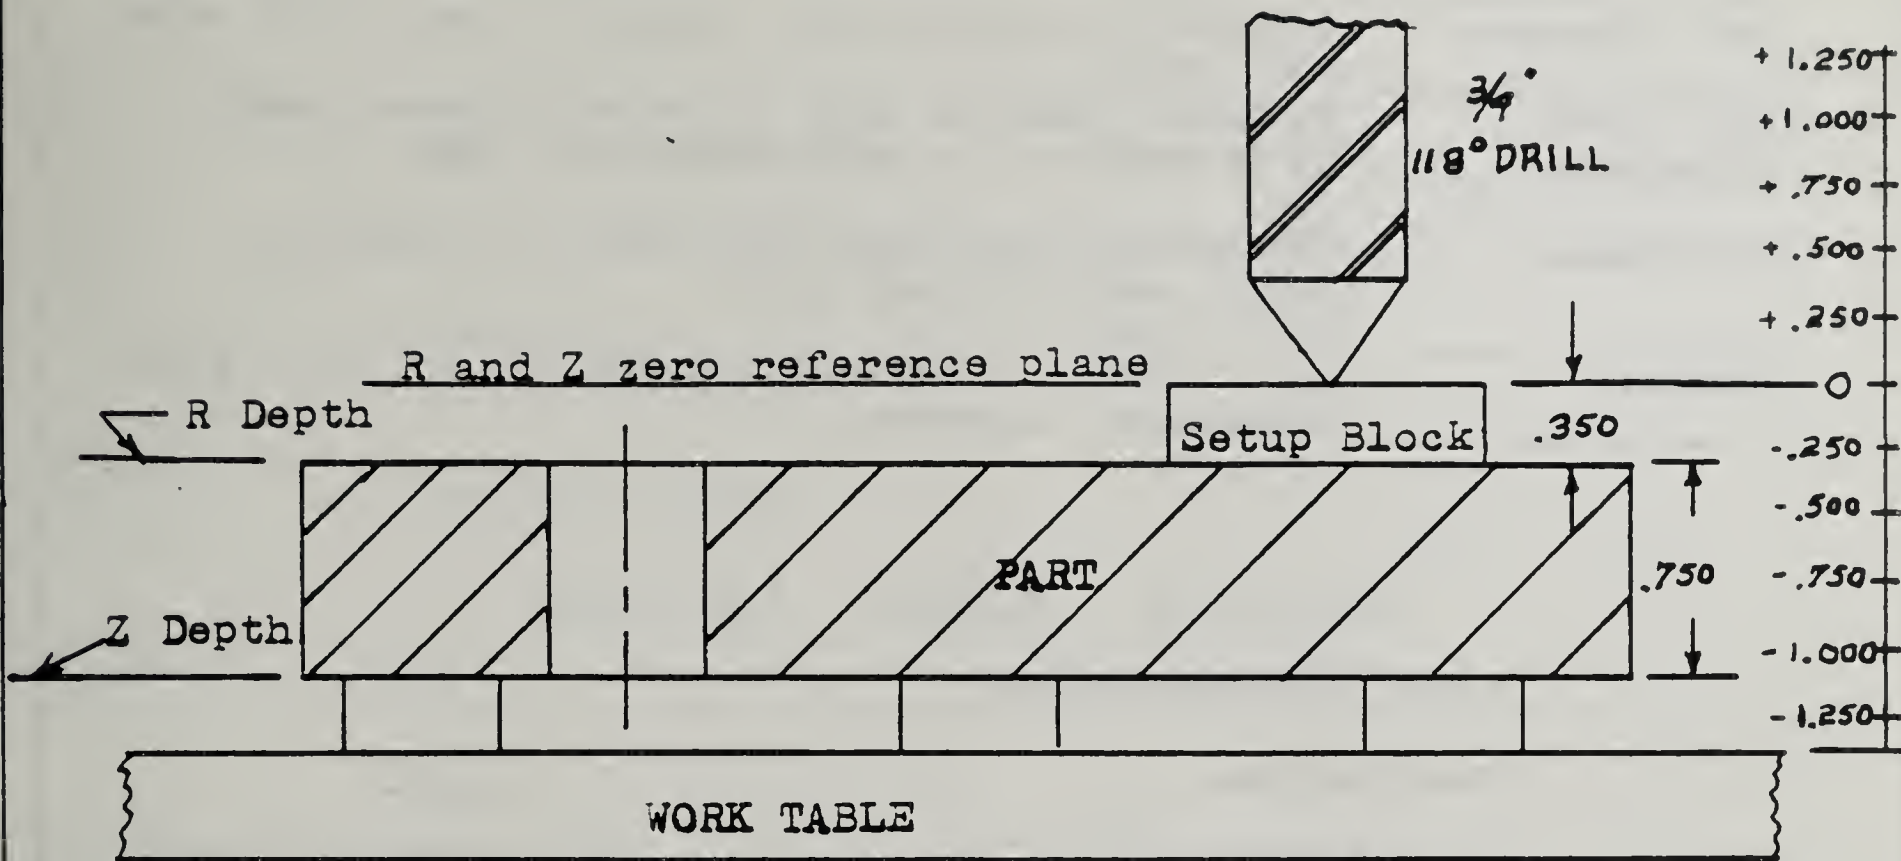 + 1.250
3/4"
+1.000
118° DRILL
+ .750
+ .500
+ .250
R and Z zero reference plane
0
R Depth
Setup Block
.350
-.250
-.500
PART
.750
-.750
Z Depth
-1.000
-1.250
WORK TABLE